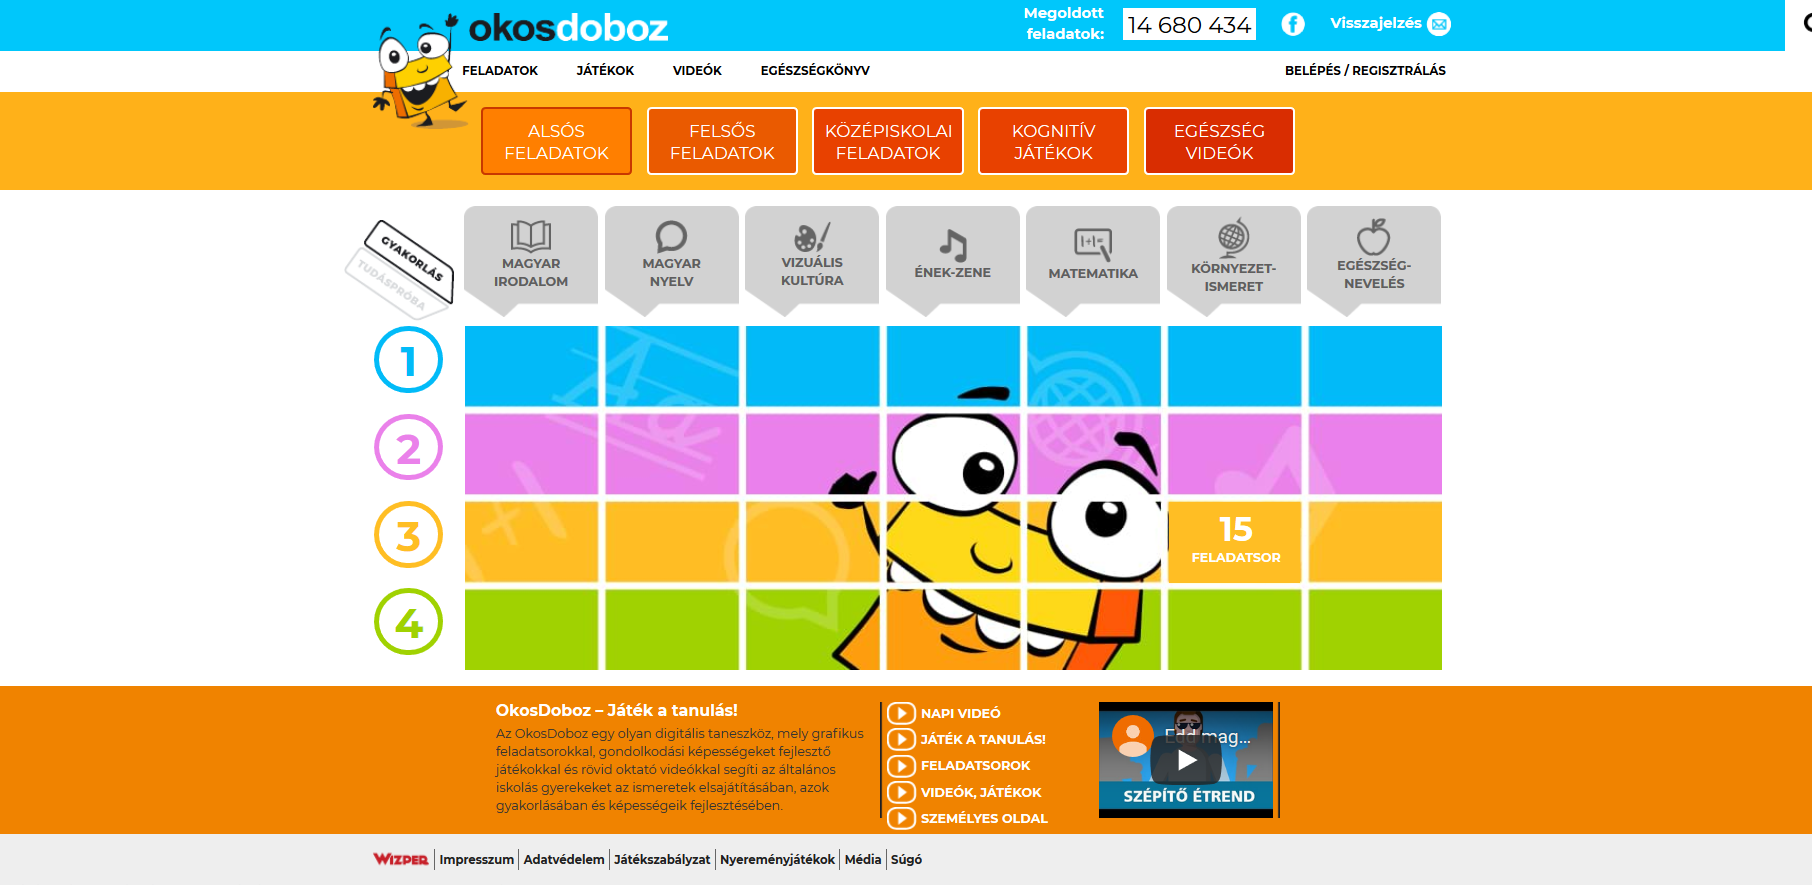 okosdoboz
Megoldott
feladatok:
14 680 434
Visszajelzés
FELADATOK
JÁTÉKOK
VIDEÓK
EGÉSZSÉGKÖNYV
BELÉPÉS / REGISZTRÁLÁS
ALSÓS
FELADATOK
FELSŐS
FELADATOK
KÖZÉPISKOLAI
FELADATOK
KOGNITÍV
JÁTÉKOK
EGÉSZSÉG
VIDEÓK
GYAKORLÁS
TUDÁSPRÓBA
MAGYAR
IRODALOM
MAGYAR
NYELV
VIZUÁLIS
KULTÚRA
ÉNEK-ZENE
1+1=
MATEMATIKA
KÖRNYEZET-
ISMERET
EGÉSZSÉG-
NEVELÉS
1
2
3
15
FELADATSOR
4
OkosDoboz – Játék a tanulás!
Az OkosDoboz egy olyan digitális taneszköz, mely grafikus
feladatsorokkal, gondolkodási képességeket fejlesztő
játékokkal és rövid oktató videókkal segíti az általános
iskolás gyerekeket az ismeretek elsajátításában, azok
gyakorlásában és képességeik fejlesztésében.
NAPI VIDEÓ
JÁTÉK A TANULÁS!
FELADATSOROK
VIDEÓK, JÁTÉKOK
SZEMÉLYES OLDAL
Edd mag...
SZÉPÍTŐ ÉTREND
WIZPER
Impresszum
Adatvédelem
Játékszabályzat
Nyereményjátékok
Média
Súgó